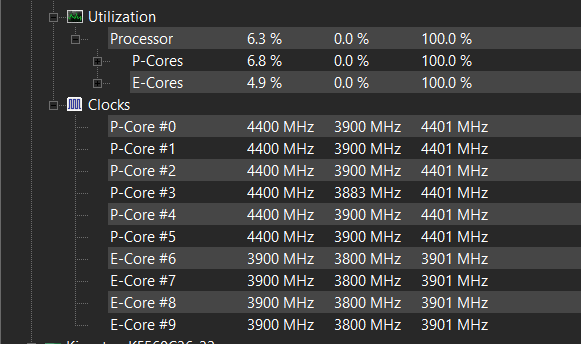 Utilization
Processor 6.3 % 0.0 % 100.0 %
P-Cores 6.8 % 0.0 % 100.0 %
E-Cores 4.9 % 0.0 % 100.0 %
Clocks
P-Core #0 4400 MHz 3900 MHz 4401 MHz
P-Core #1 4400 MHz 3900 MHz 4401 MHz
P-Core #2 4400 MHz 3900 MHz 4401 MHz
P-Core #3 4400 MHz 3883 MHz 4401 MHz
P-Core #4 4400 MHz 3900 MHz 4401 MHz
P-Core #5 4400 MHz 3900 MHz 4401 MHz
E-Core #6 3900 MHz 3800 MHz 3901 MHz
E-Core #7 3900 MHz 3800 MHz 3901 MHz
E-Core #8 3900 MHz 3800 MHz 3901 MHz
E-Core #9 3900 MHz 3800 MHz 3901 MHz